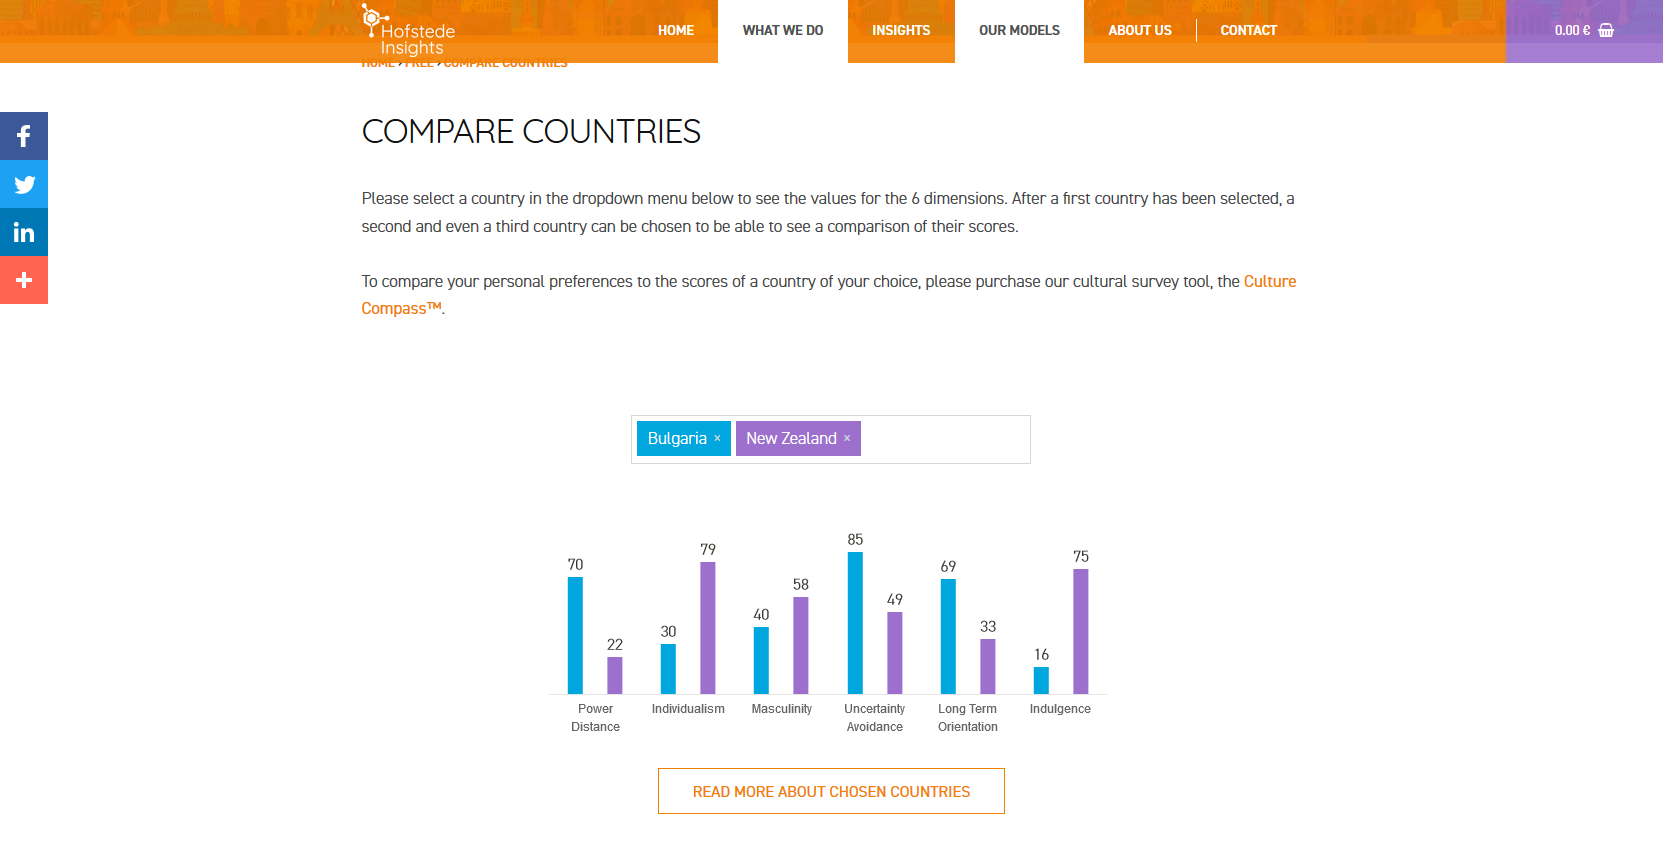 Hofstede
Insights
HOME
WHAT WE DO
INSIGHTS
OUR MODELS
ABOUT US
CONTACT
0.00 €
HOME › FREE › COMPARE COUNTRIES
COMPARE COUNTRIES
Please select a country in the dropdown menu below to see the values for the 6 dimensions. After a first country has been selected, a
second and even a third country can be chosen to be able to see a comparison of their scores.
To compare your personal preferences to the scores of a country of your choice, please purchase our cultural survey tool, the Culture
Compass™.
Bulgaria × New Zealand ×
70 22 30 79 40 58 85 49 69 33 16 75
Power
Distance
Individualism
Masculinity
Uncertainty
Avoidance
Long Term
Orientation
Indulgence
READ MORE ABOUT CHOSEN COUNTRIES